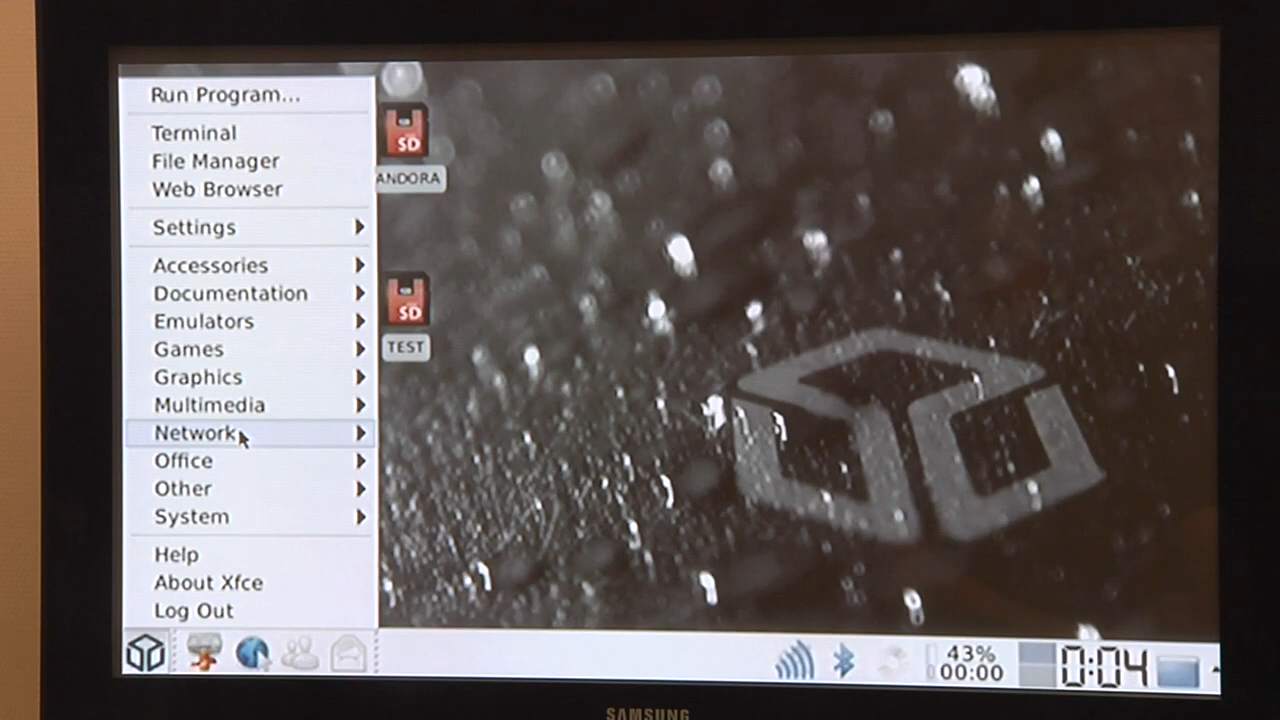 Run Program...
Terminal
File Manager
Web Browser
Settings
Accessories
Documentation
Emulators
Games
Graphics
Multimedia
Network
Office
Other
System
Help
About Xfce
Log Out
SD
ANDORA
SD
TEST
43%
00:00
0:04
SAMSUNG